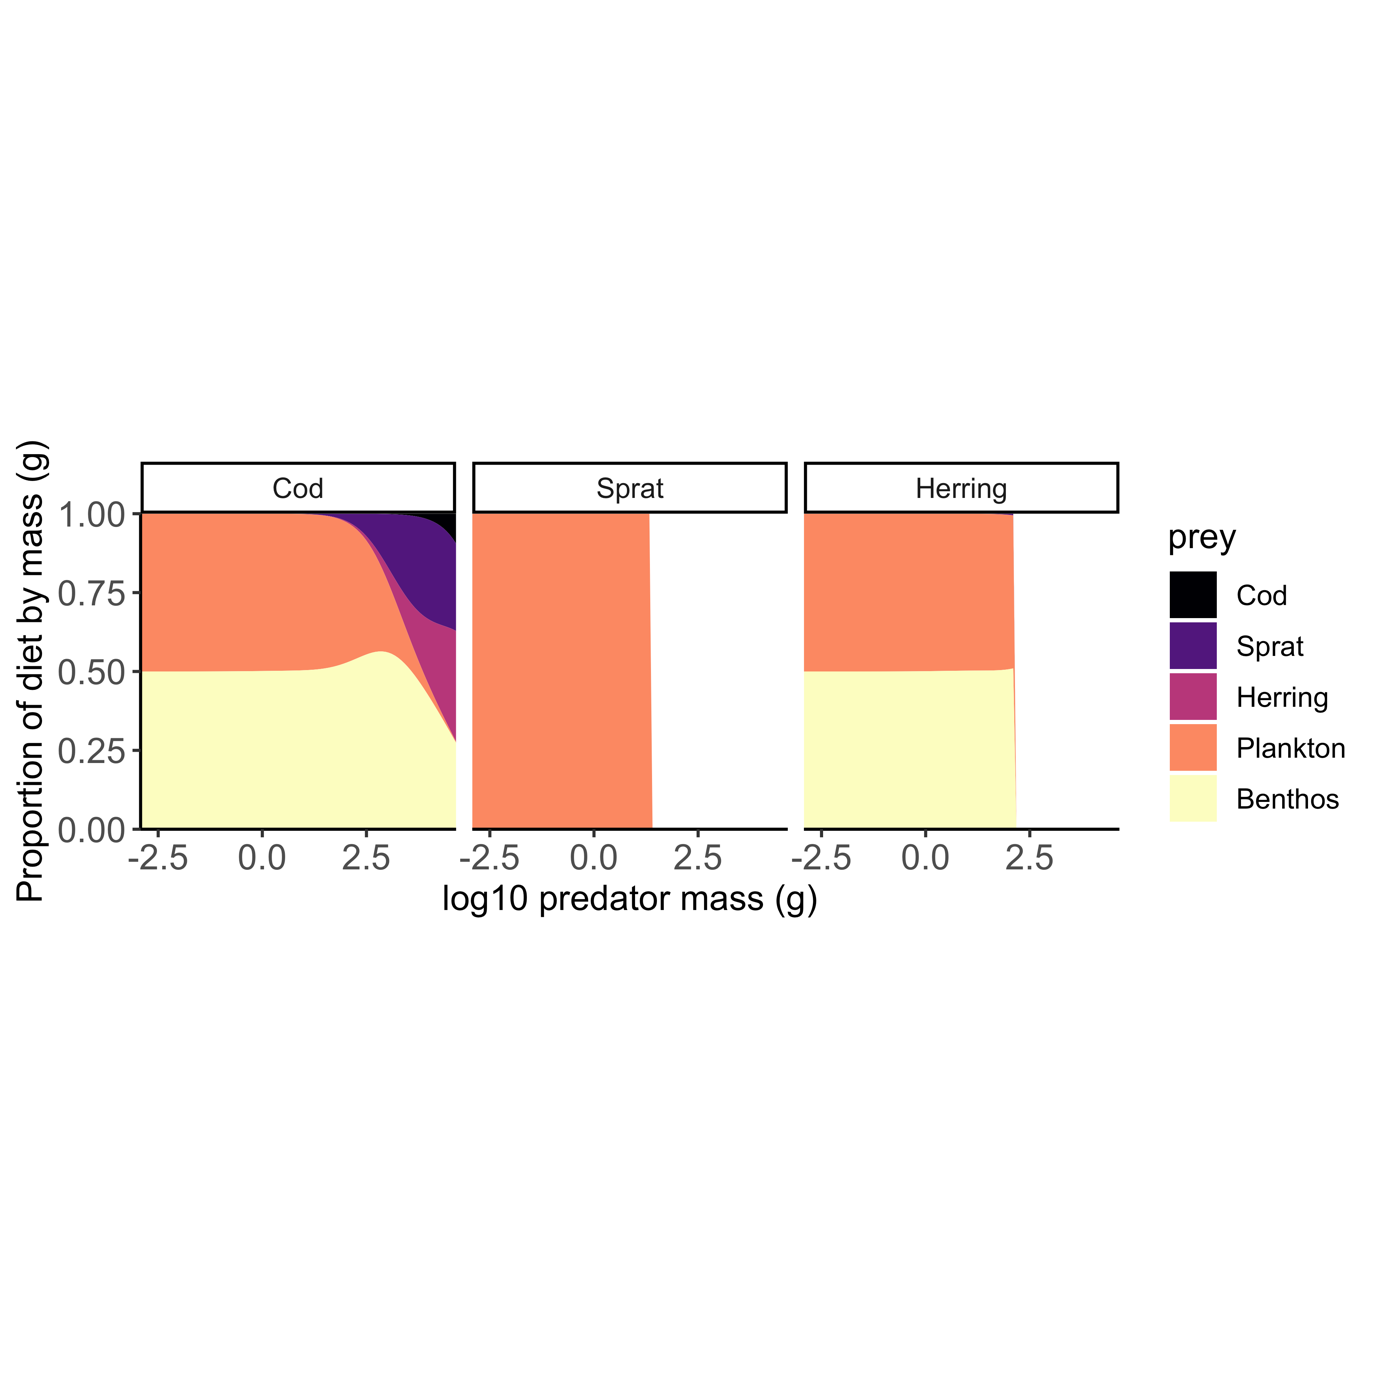 Cod
Sprat
Herring
Proportion of diet by mass (g)
1.00
0.75
0.50
0.25
0.00
-2.5 0.0 2.5
-2.5 0.0 2.5
-2.5 0.0 2.5
log10 predator mass (g)
prey
Cod
Sprat
Herring
Plankton
Benthos